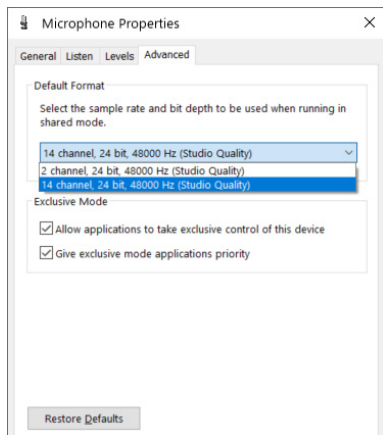 Microphone Properties
General Listen Levels Advanced
Default Format
Select the sample rate and bit depth to be used when running in
shared mode.
14 channel, 24 bit, 48000 Hz (Studio Quality)
2 channel, 24 bit, 48000 Hz (Studio Quality)
14 channel, 24 bit, 48000 Hz (Studio Quality)
Exclusive Mode
Allow applications to take exclusive control of this device
Give exclusive mode applications priority
Restore Defaults